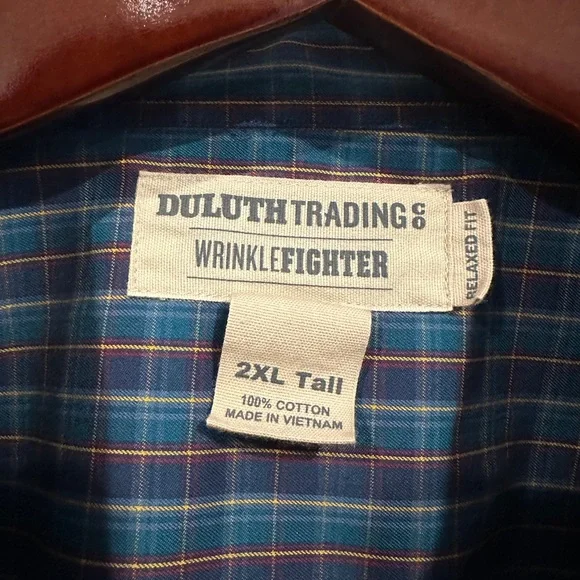 DULUTH TRADING CO
WRINKLEFIGHTER
RELAXED FIT
2XL Tall
100% COTTON
MADE IN VIETNAM